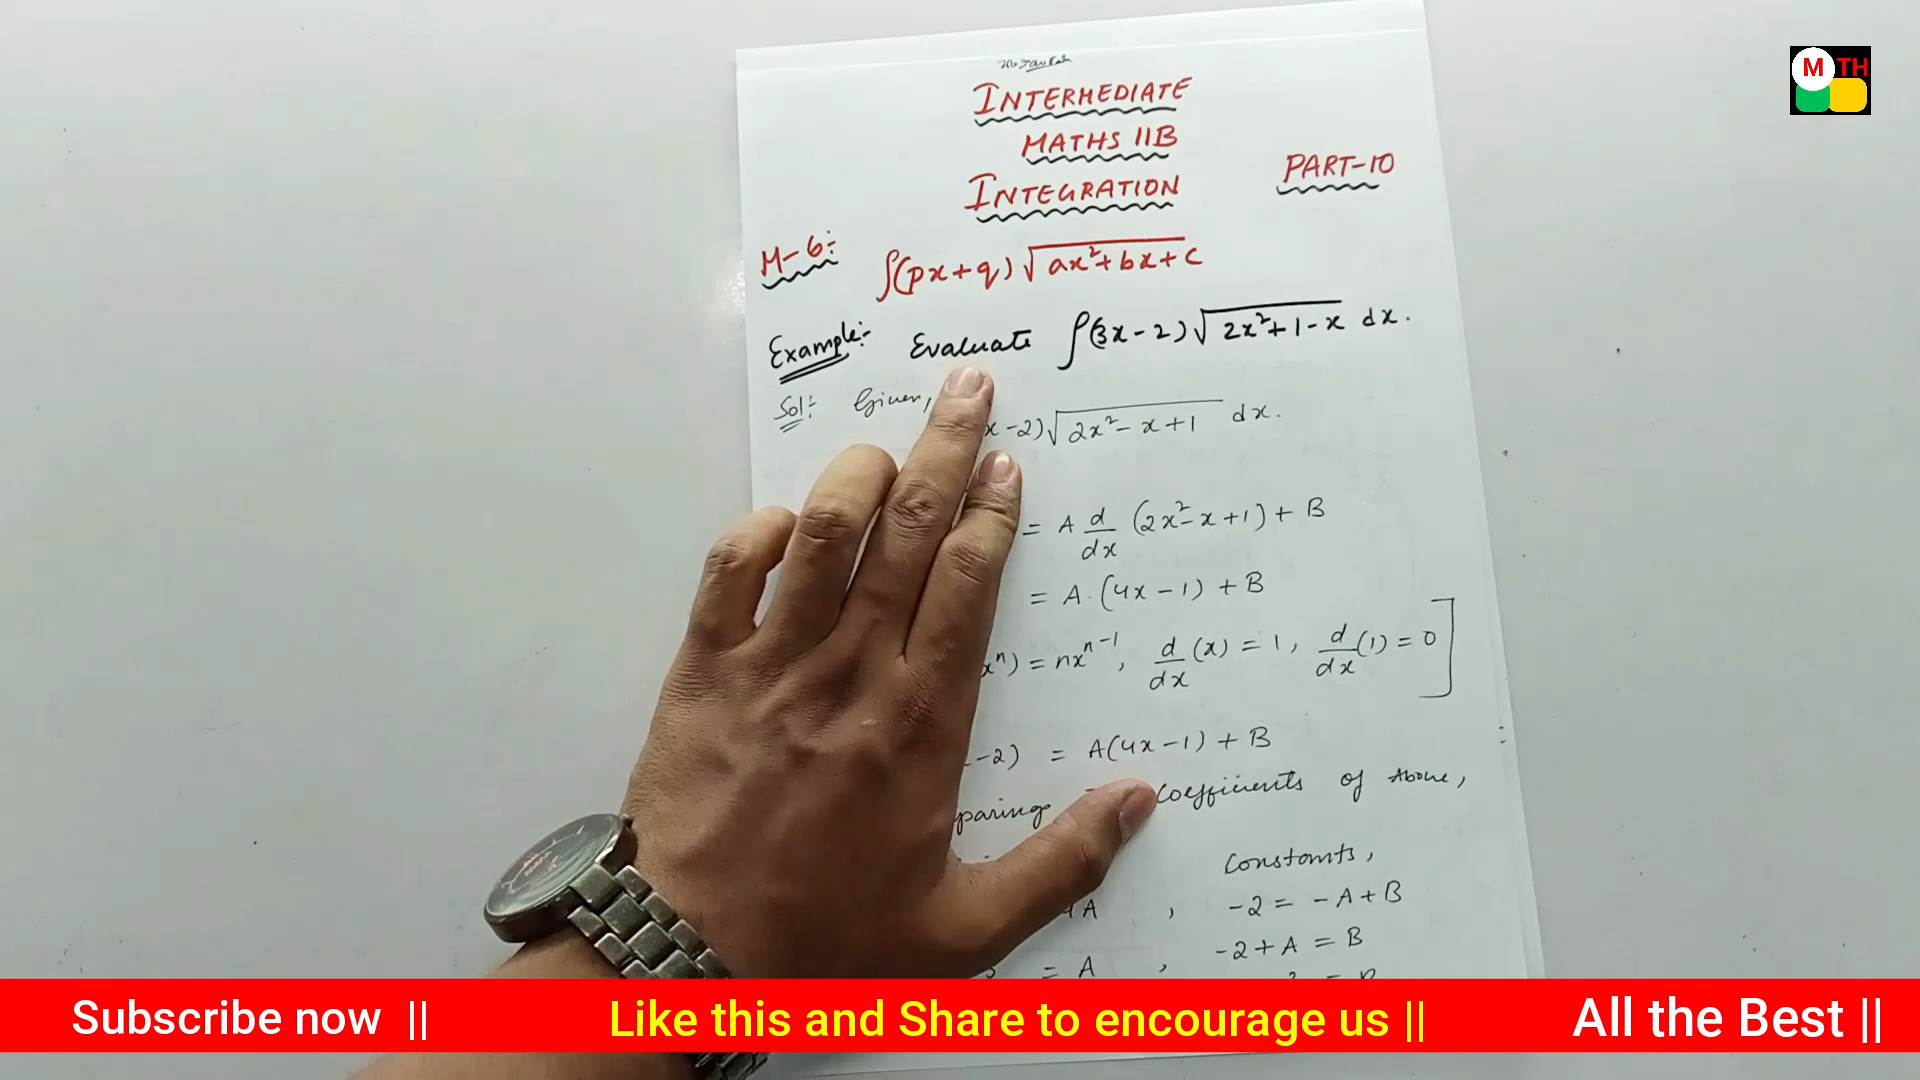 INTERMEDIATE
MATHS IIB
INTEGRATION
PART-10
M-6:-
∫(px+q)√ax²+bx+c
Example:- Evaluate ∫(3x-2)√2x²+1-x dx.
Sol:- Given, x-2)√2x²-x+1 dx.
= A d/dx (2x²-x+1)+B
= A.(4x-1)+B
xⁿ) = nxⁿ⁻¹, d/dx (x) = 1, d/dx (1) = 0]
-2) = A(4x-1)+B
paring coefficients of Above,
Constants,
4A , -2 = -A+B
= A , -2+A = B
M TH
Subscribe now || Like this and Share to encourage us || All the Best ||